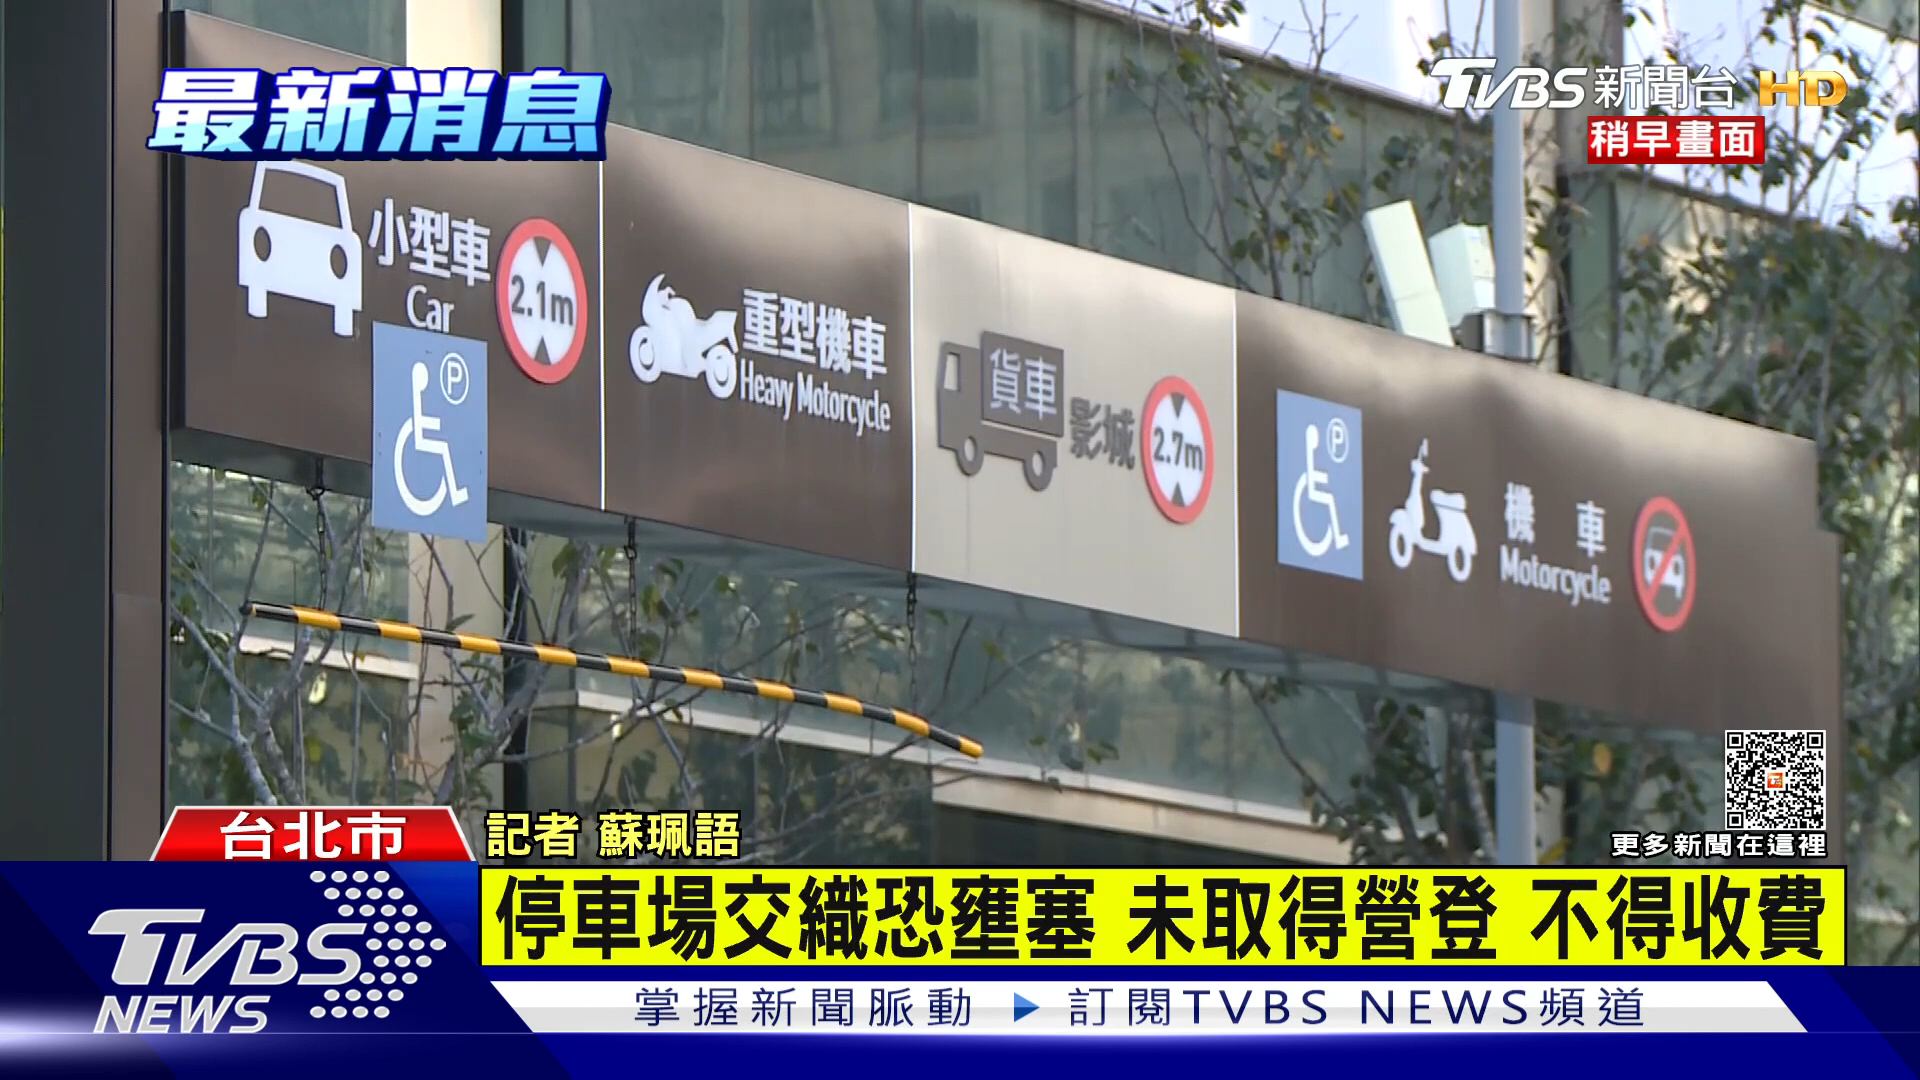 最新消息
TVBS新聞台 HD
稍早畫面
小型車
Car
2.1m
P
重型機車
Heavy Motorcycle
貨車
影城
2.7m
P
機車
Motorcycle
更多新聞在這裡
台北市
記者 蘇珮語
停車場交織恐壅塞 未取得營登 不得收費
TVBS
NEWS
掌握新聞脈動 ▶ 訂閱TVBS NEWS頻道